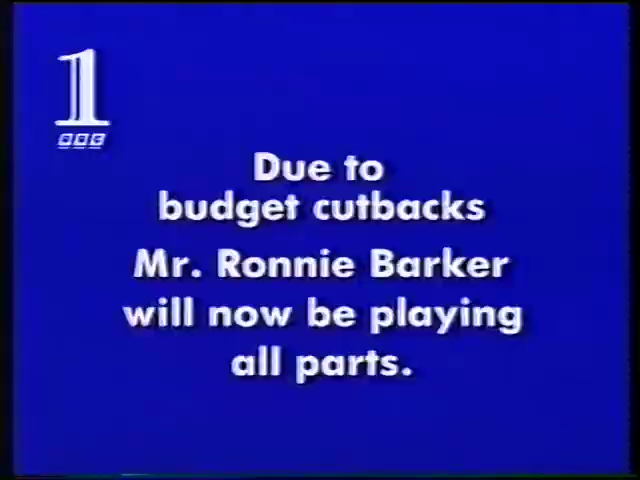 1
BBC
Due to
budget cutbacks
Mr. Ronnie Barker
will now be playing
all parts.